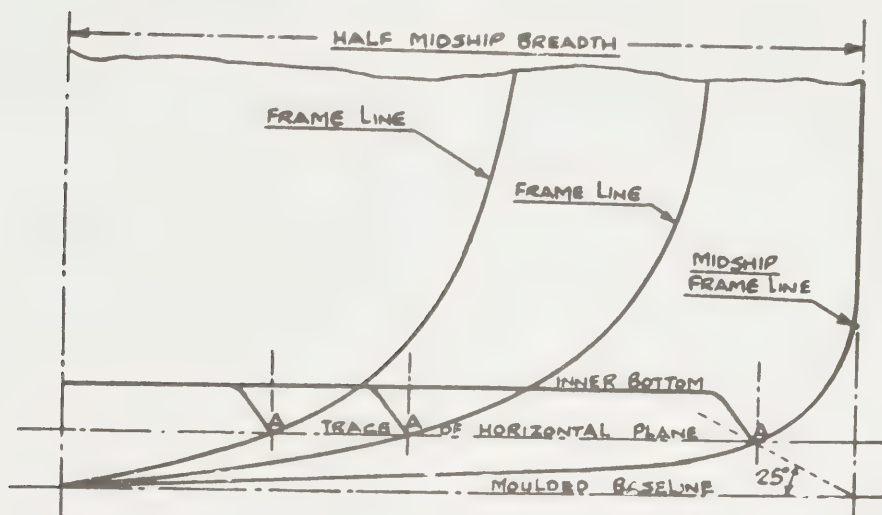 HALF MIDSHIP BREADTH
FRAME LINE
FRAME LINE
MIDSHIP
FRAME LINE
INNER BOTTOM
A A A
TRACE OF HORIZONTAL PLANE
25°
MOULDED BASELINE